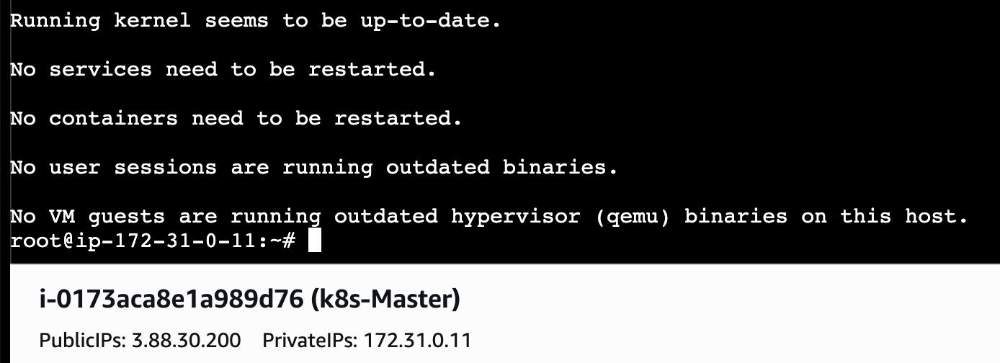 Running kernel seems to be up-to-date.
No services need to be restarted.
No containers need to be restarted.
No user sessions are running outdated binaries.
No VM guests are running outdated hypervisor (qemu) binaries on this host.
root@ip-172-31-0-11:~#
i-0173aca8e1a989d76 (k8s-Master)
PublicIPs: 3.88.30.200 PrivateIPs: 172.31.0.11